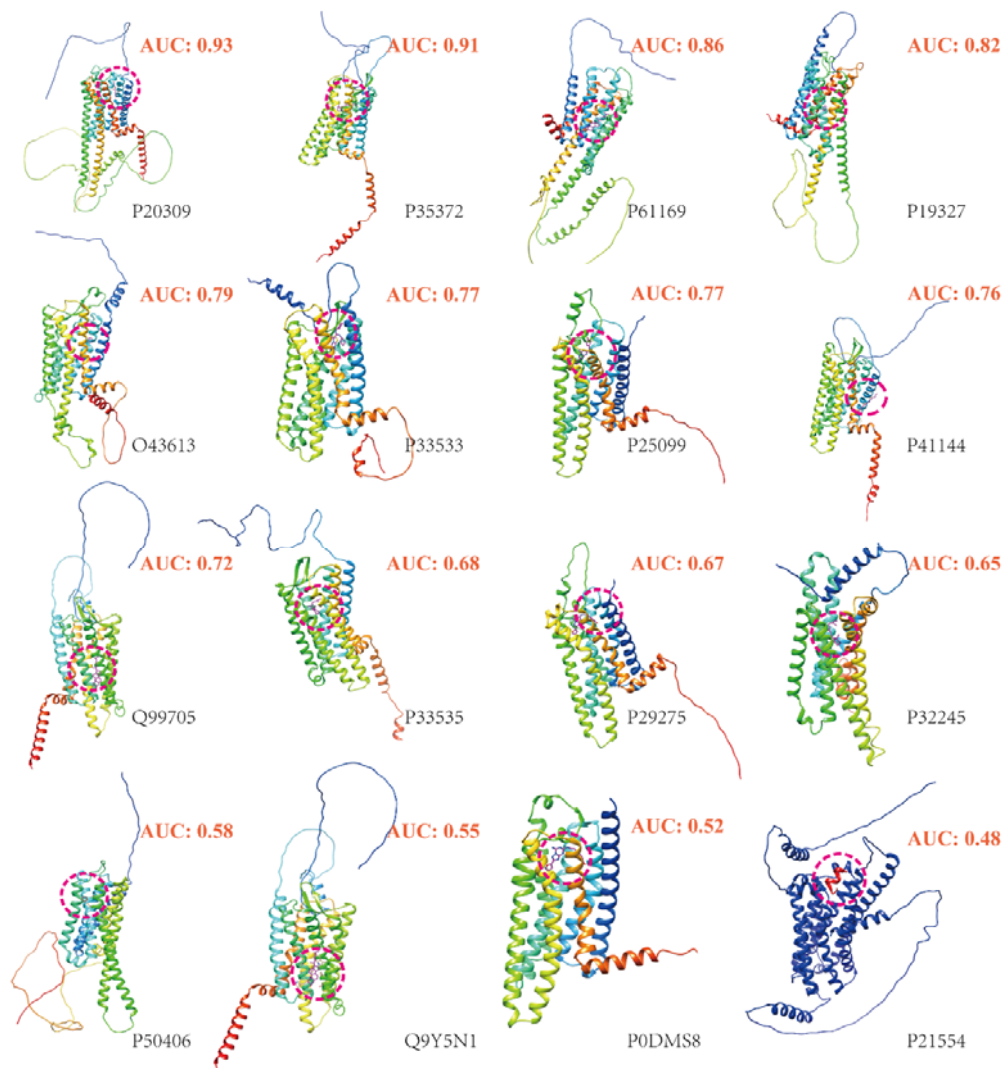 AUC: 0.93
AUC: 0.91
AUC: 0.86
AUC: 0.82
P20309
P35372
P61169
P19327
AUC: 0.79
AUC: 0.77
AUC: 0.77
AUC: 0.76
O43613
P33533
P25099
P41144
AUC: 0.72
AUC: 0.68
AUC: 0.67
AUC: 0.65
Q99705
P33535
P29275
P32245
AUC: 0.58
AUC: 0.55
AUC: 0.52
AUC: 0.48
P50406
Q9Y5N1
P0DMS8
P21554